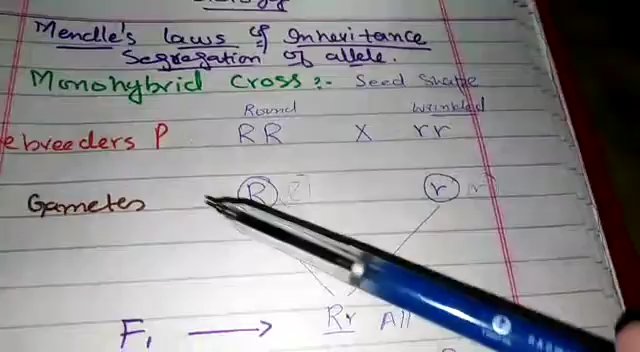 Mendle's laws of Inheritance
Segregation of allele.
Monohybrid Cross:- Seed Shape
Round Wrinkled
ebreeders P RR X rr
Gametes R r
F₁ → Rr All